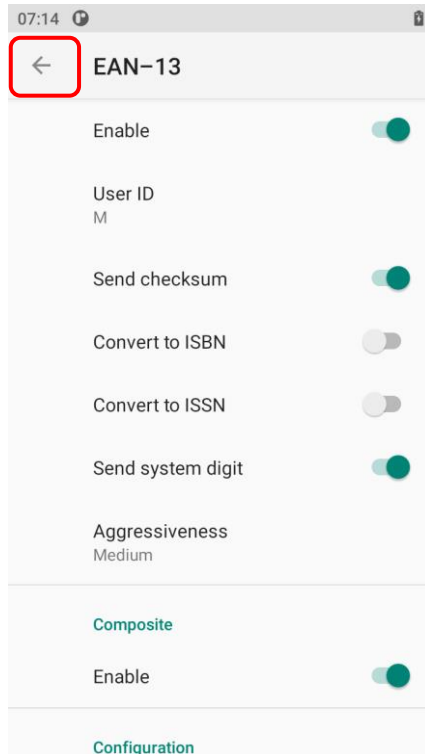 07:14
EAN-13
Enable
User ID
M
Send checksum
Convert to ISBN
Convert to ISSN
Send system digit
Aggressiveness
Medium
Composite
Enable
Configuration